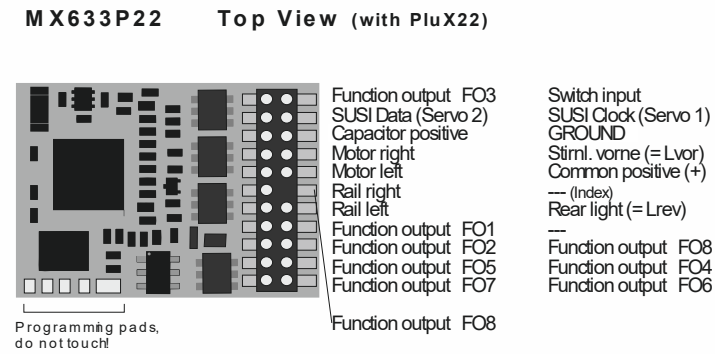 MX633P22 Top View (with PluX22)
Function output FO3 Switch input
SUSI Data (Servo 2) SUSI Clock (Servo 1)
Capacitor positive GROUND
Motor right Stirnl. vorne (= Lvor)
Motor left Common positive (+)
Rail right --- (Index)
Rail left Rear light (= Lrev)
Function output FO1 ---
Function output FO2 Function output FO8
Function output FO5 Function output FO4
Function output FO7 Function output FO6
Function output FO8
Programming pads,
do not touch!